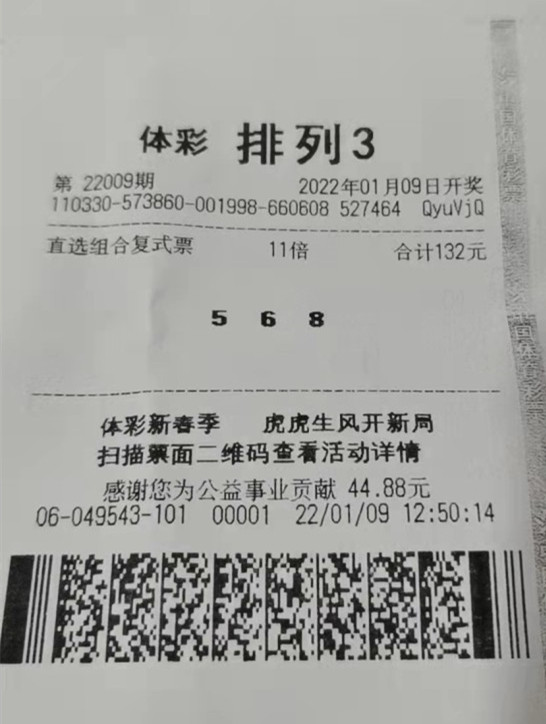 体彩 排列3
第 22009期 2022年01月09日开奖
110330-573860-001998-660608 527464 QyuVjQ
直选组合复式票 11倍 合计132元
5 6 8
体彩新春季 虎虎生风开新局
扫描票面二维码查看活动详情
感谢您为公益事业贡献 44.88元
06-049543-101 00001 22/01/09 12:50:14